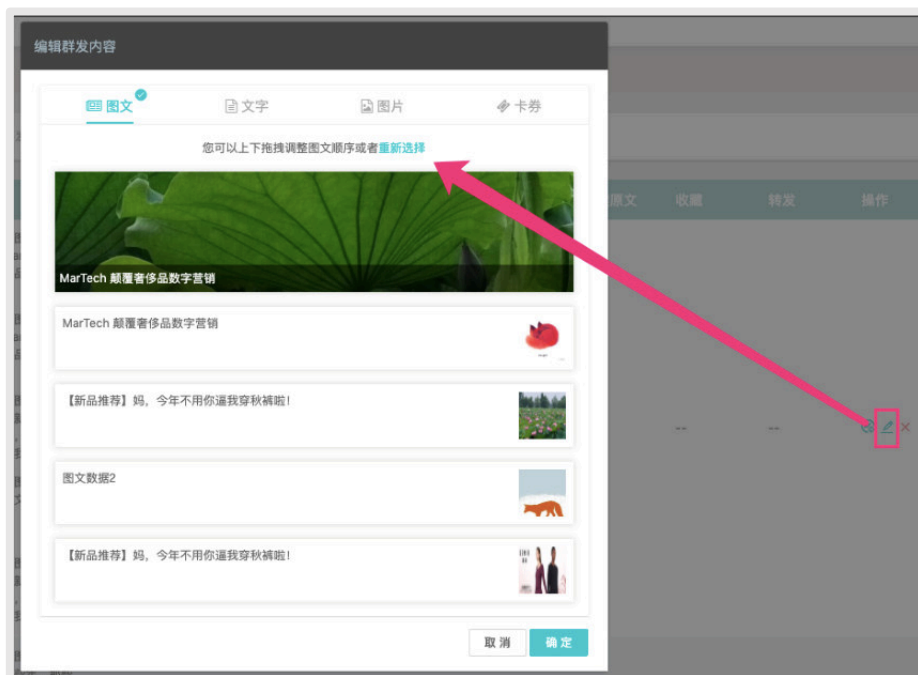 编辑群发内容
图文
文字
图片
卡券
您可以上下拖拽调整图文顺序或者重新选择
原文
收藏
转发
操作
MarTech 颠覆奢侈品数字营销
MarTech 颠覆奢侈品数字营销
【新品推荐】妈，今年不用你逼我穿秋裤啦！
--
--
图文数据2
【新品推荐】妈，今年不用你逼我穿秋裤啦！
取消
确定